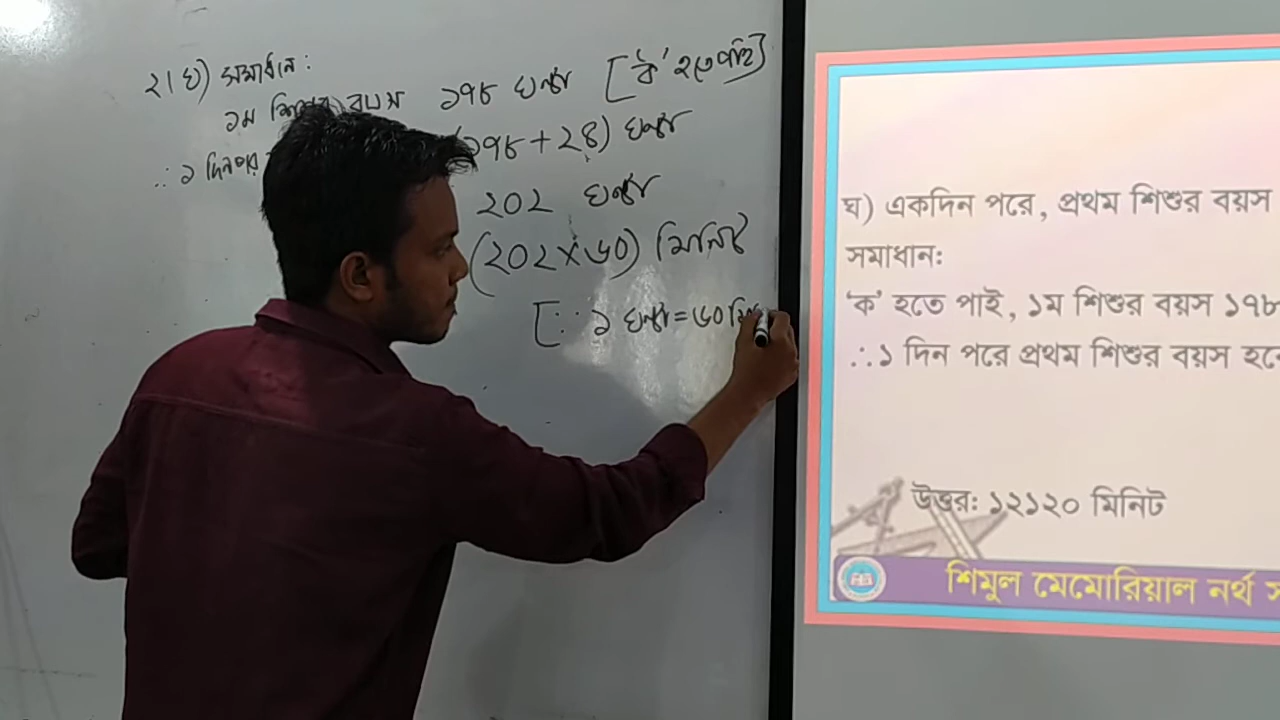 ২। ঘ) সমাধান:
১ম শিশুর বয়স ১৭৮ ঘন্টা ['ক' হতে পাই]
∴ ১ দিন পর (১৭৮ + ২৪) ঘন্টা
২০২ ঘন্টা
(২০২ × ৬০) মিনিট
[∵ ১ ঘন্টা = ৬০ মি
ঘ) একদিন পরে, প্রথম শিশুর বয়স
সমাধানঃ
'ক' হতে পাই, ১ম শিশুর বয়স ১৭৮
∴১ দিন পরে প্রথম শিশুর বয়স হবে
উত্তরঃ ১২১২০ মিনিট
শিমুল মেমোরিয়াল নর্থ স